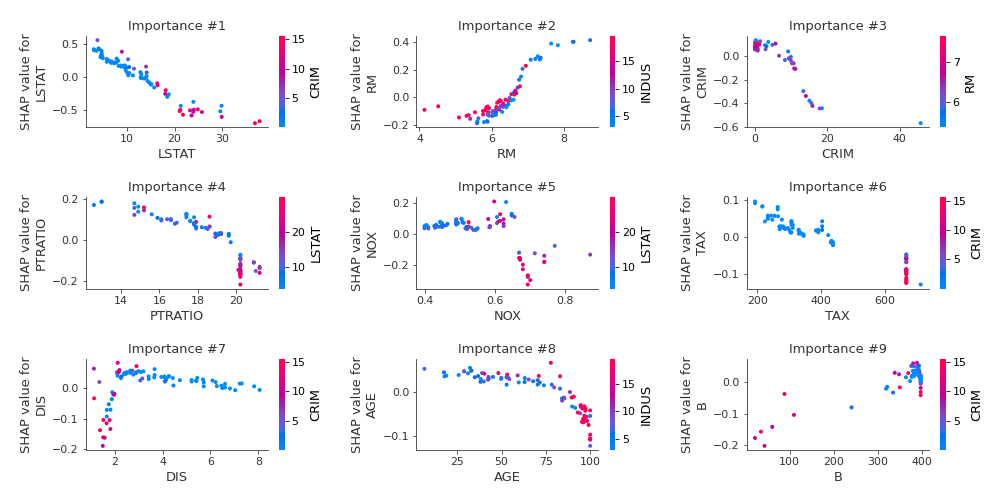 Importance #1
SHAP value for
LSTAT
0.5
0.0
−0.5
10
20
30
LSTAT
15
10
5
CRIM
Importance #2
SHAP value for
RM
0.4
0.2
0.0
−0.2
4
6
8
RM
15
10
5
INDUS
Importance #3
SHAP value for
CRIM
0.0
−0.2
−0.4
−0.6
0
20
40
CRIM
7
6
RM
Importance #4
SHAP value for
PTRATIO
0.2
0.0
−0.2
14
16
18
20
PTRATIO
20
10
LSTAT
Importance #5
SHAP value for
NOX
0.2
0.0
−0.2
0.4
0.6
0.8
NOX
20
10
LSTAT
Importance #6
SHAP value for
TAX
0.1
0.0
−0.1
200
400
600
TAX
15
10
5
CRIM
Importance #7
SHAP value for
DIS
0.0
−0.1
−0.2
2
4
6
8
DIS
15
10
5
CRIM
Importance #8
SHAP value for
AGE
0.0
−0.1
25
50
75
100
AGE
15
10
5
INDUS
Importance #9
SHAP value for
B
0.0
−0.1
−0.2
100
200
300
400
B
15
10
5
CRIM